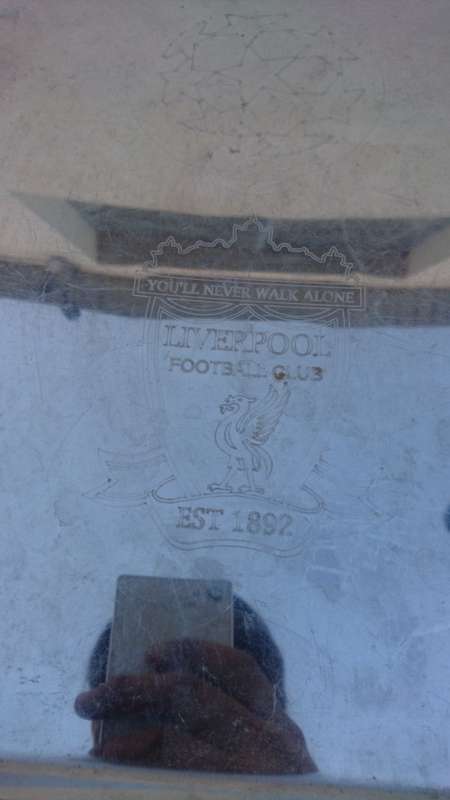 YOU'LL NEVER WALK ALONE
LIVERPOOL
FOOTBALL CLUB
EST 1892